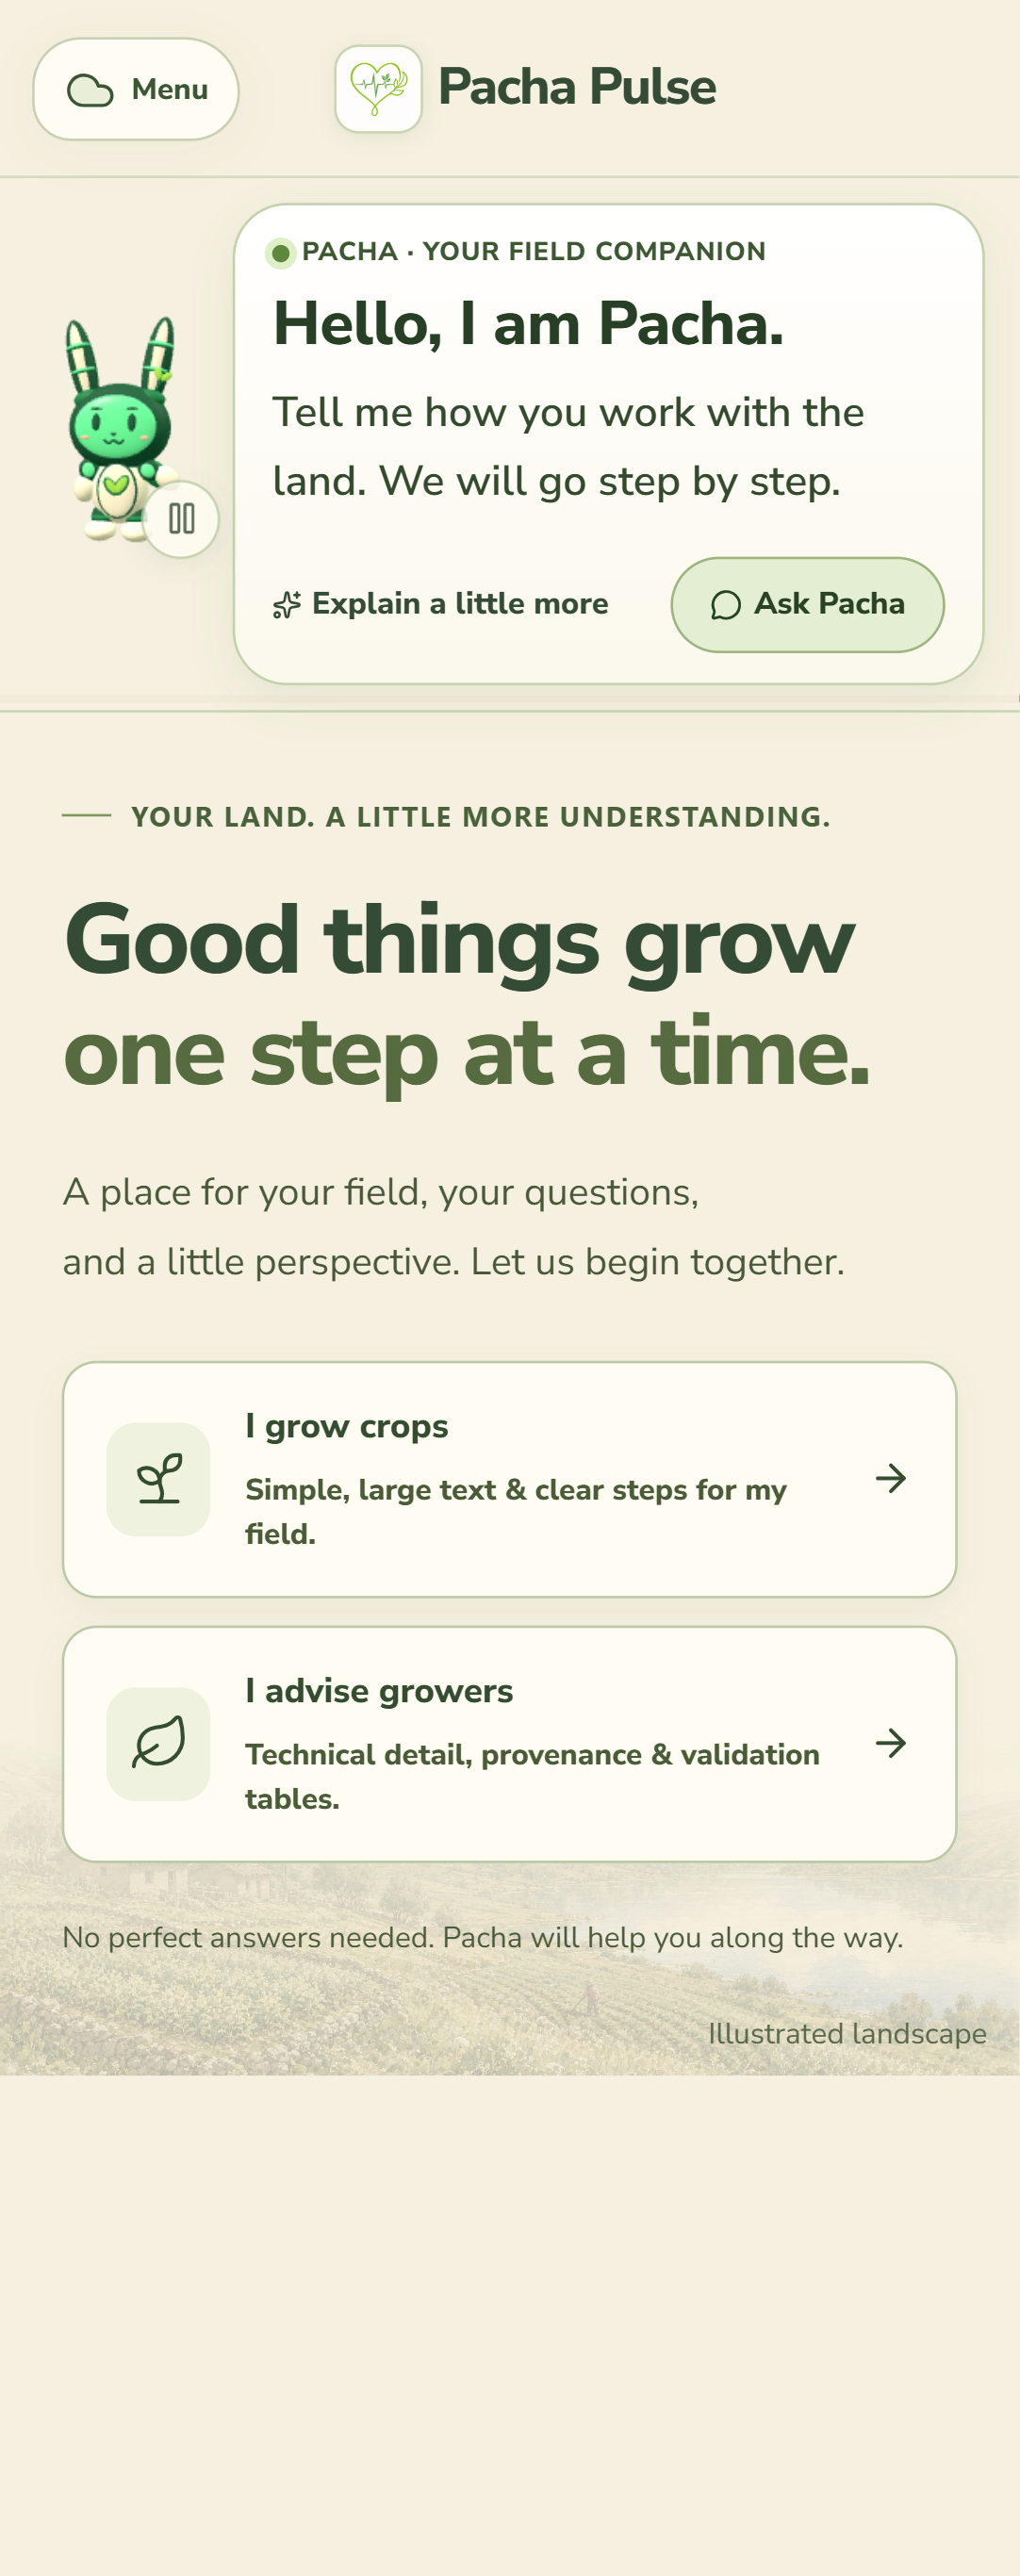 Menu
Pacha Pulse
PACHA · YOUR FIELD COMPANION
Hello, I am Pacha.
Tell me how you work with the
land. We will go step by step.
Explain a little more
Ask Pacha
YOUR LAND. A LITTLE MORE UNDERSTANDING.
Good things grow
one step at a time.
A place for your field, your questions,
and a little perspective. Let us begin together.
I grow crops
Simple, large text & clear steps for my
field.
I advise growers
Technical detail, provenance & validation
tables.
No perfect answers needed. Pacha will help you along the way.
Illustrated landscape